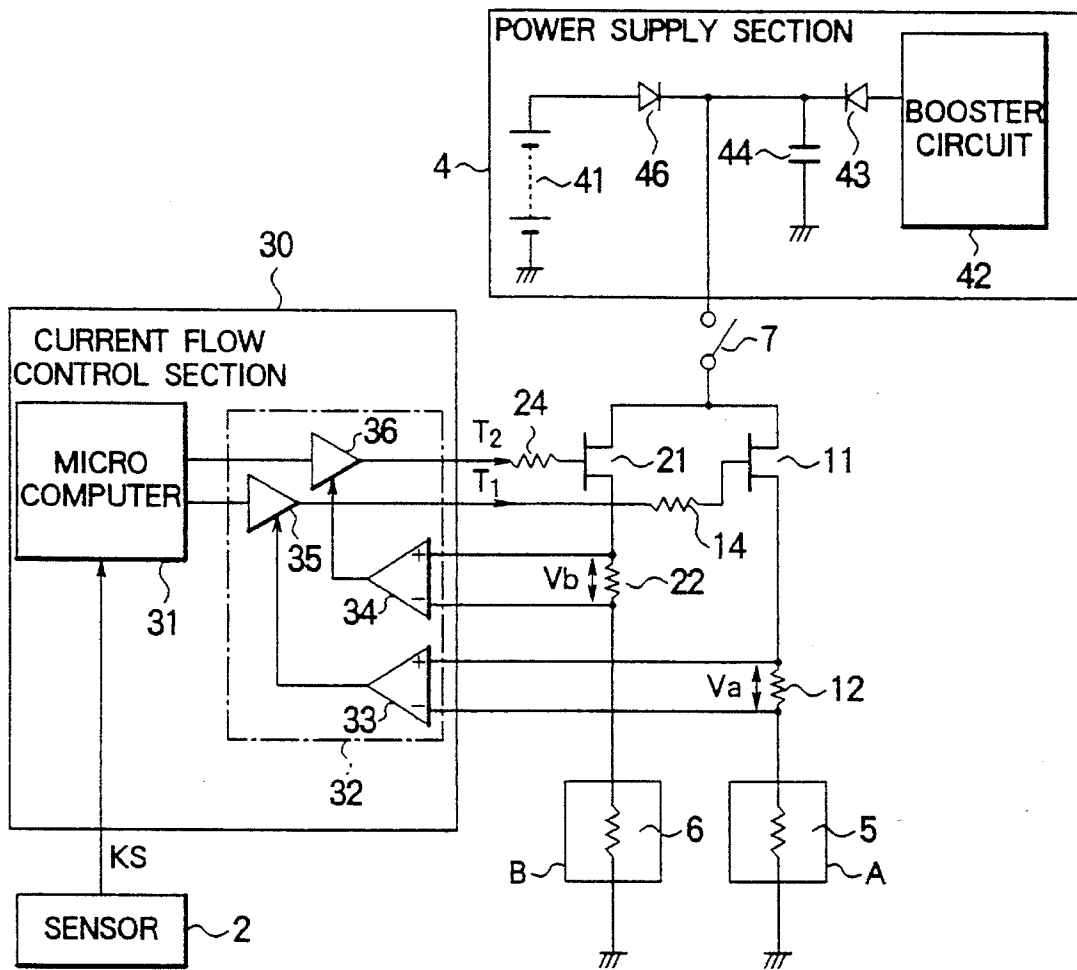 POWER SUPPLY SECTION
BOOSTER
CIRCUIT
4
41
46
44
43
42
30
7
CURRENT FLOW
CONTROL SECTION
MICRO
COMPUTER
36
T2
24
21
11
T1
35
14
31
34
+
−
Vb
22
33
+
−
Va
12
32
KS
6
5
B
A
SENSOR
2